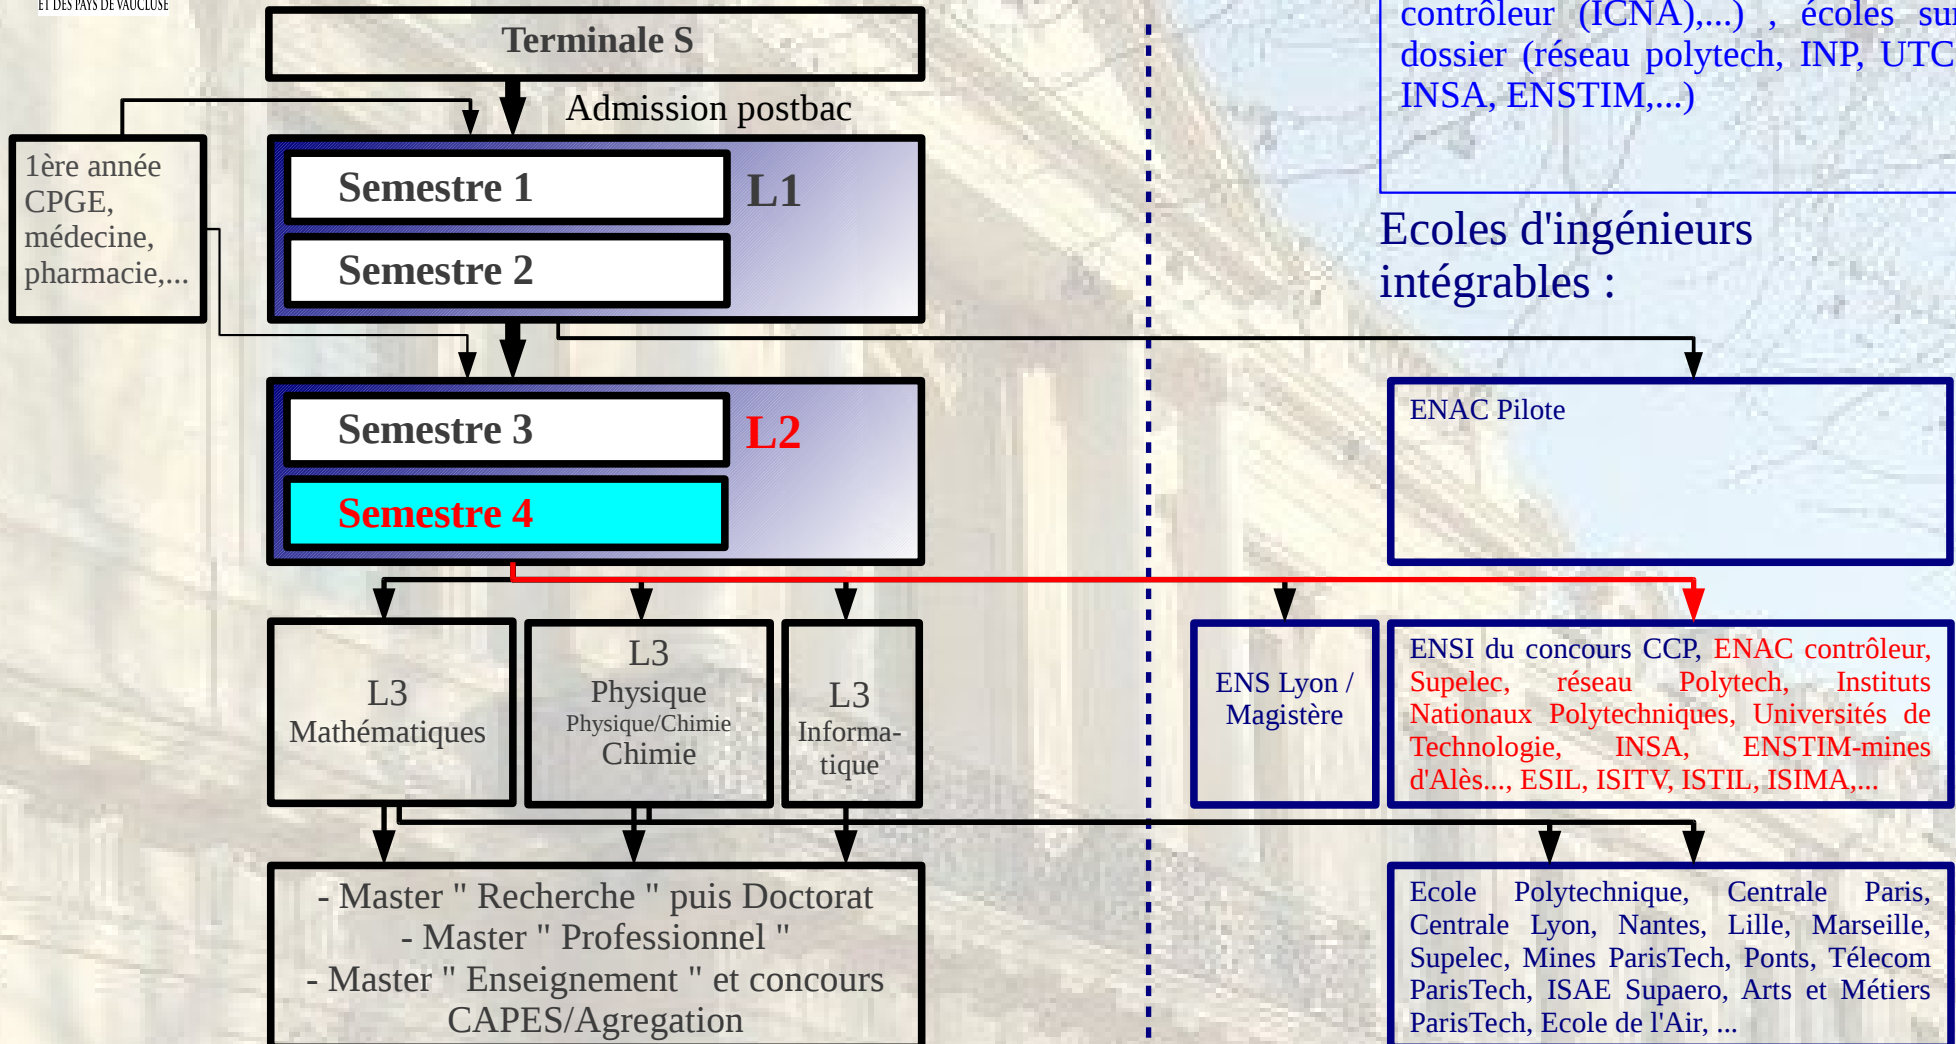 ET DES PAYS DE VAUCLUSE
Terminale S
Admission postbac
1ère année
CPGE,
médecine,
pharmacie,...
Semestre 1
L1
Semestre 2
Semestre 3
L2
Semestre 4
L3
Mathématiques
L3
Physique
Physique/Chimie
Chimie
L3
Informa-
tique
- Master " Recherche " puis Doctorat
- Master " Professionnel "
- Master " Enseignement " et concours
CAPES/Agregation
contrôleur (ICNA),...) , écoles sur
dossier (réseau polytech, INP, UTC,
INSA, ENSTIM,...)
Ecoles d'ingénieurs
intégrables :
ENAC Pilote
ENS Lyon /
Magistère
ENSI du concours CCP, ENAC contrôleur,
Supelec, réseau Polytech, Instituts
Nationaux Polytechniques, Universités de
Technologie, INSA, ENSTIM-mines
d'Alès..., ESIL, ISITV, ISTIL, ISIMA,...
Ecole Polytechnique, Centrale Paris,
Centrale Lyon, Nantes, Lille, Marseille,
Supelec, Mines ParisTech, Ponts, Télecom
ParisTech, ISAE Supaero, Arts et Métiers
ParisTech, Ecole de l'Air, ...